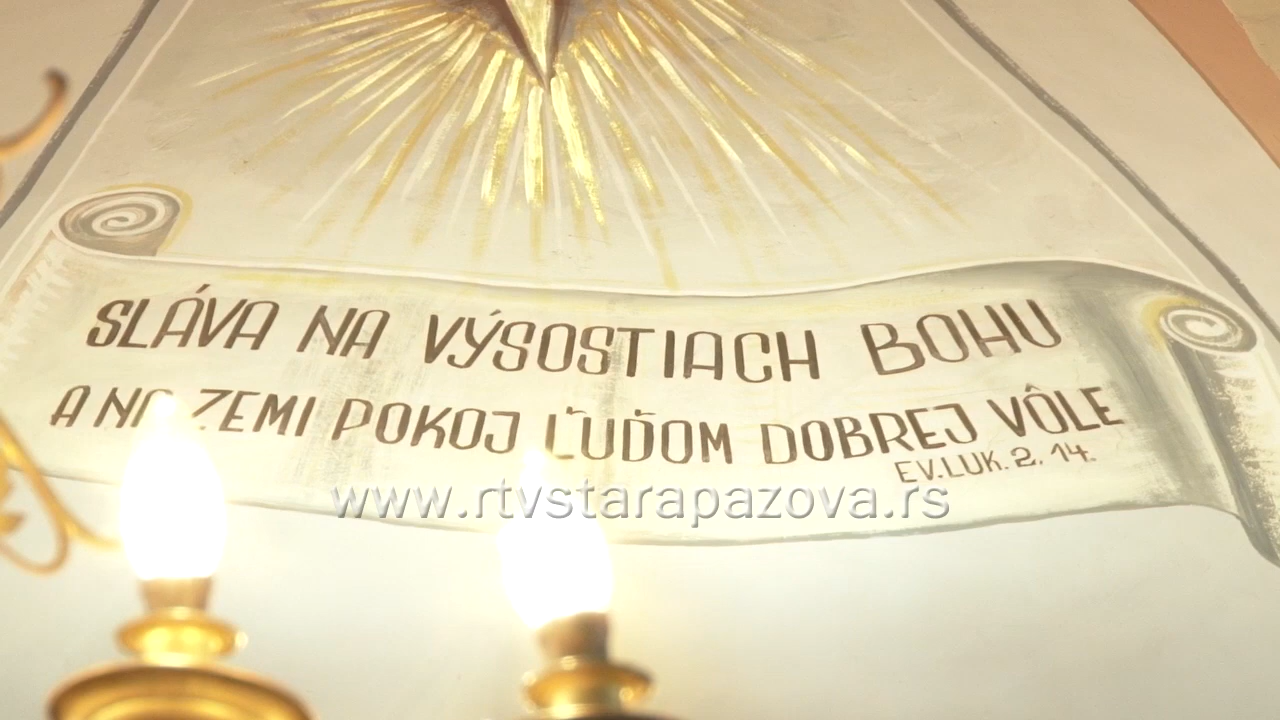 SLÁVA NA VÝSOSTIACH BOHU
A NA ZEMI POKOJ ĽUĎOM DOBREJ VÔLE
EV. LUK. 2. 14.
www.rtvstarapazova.rs